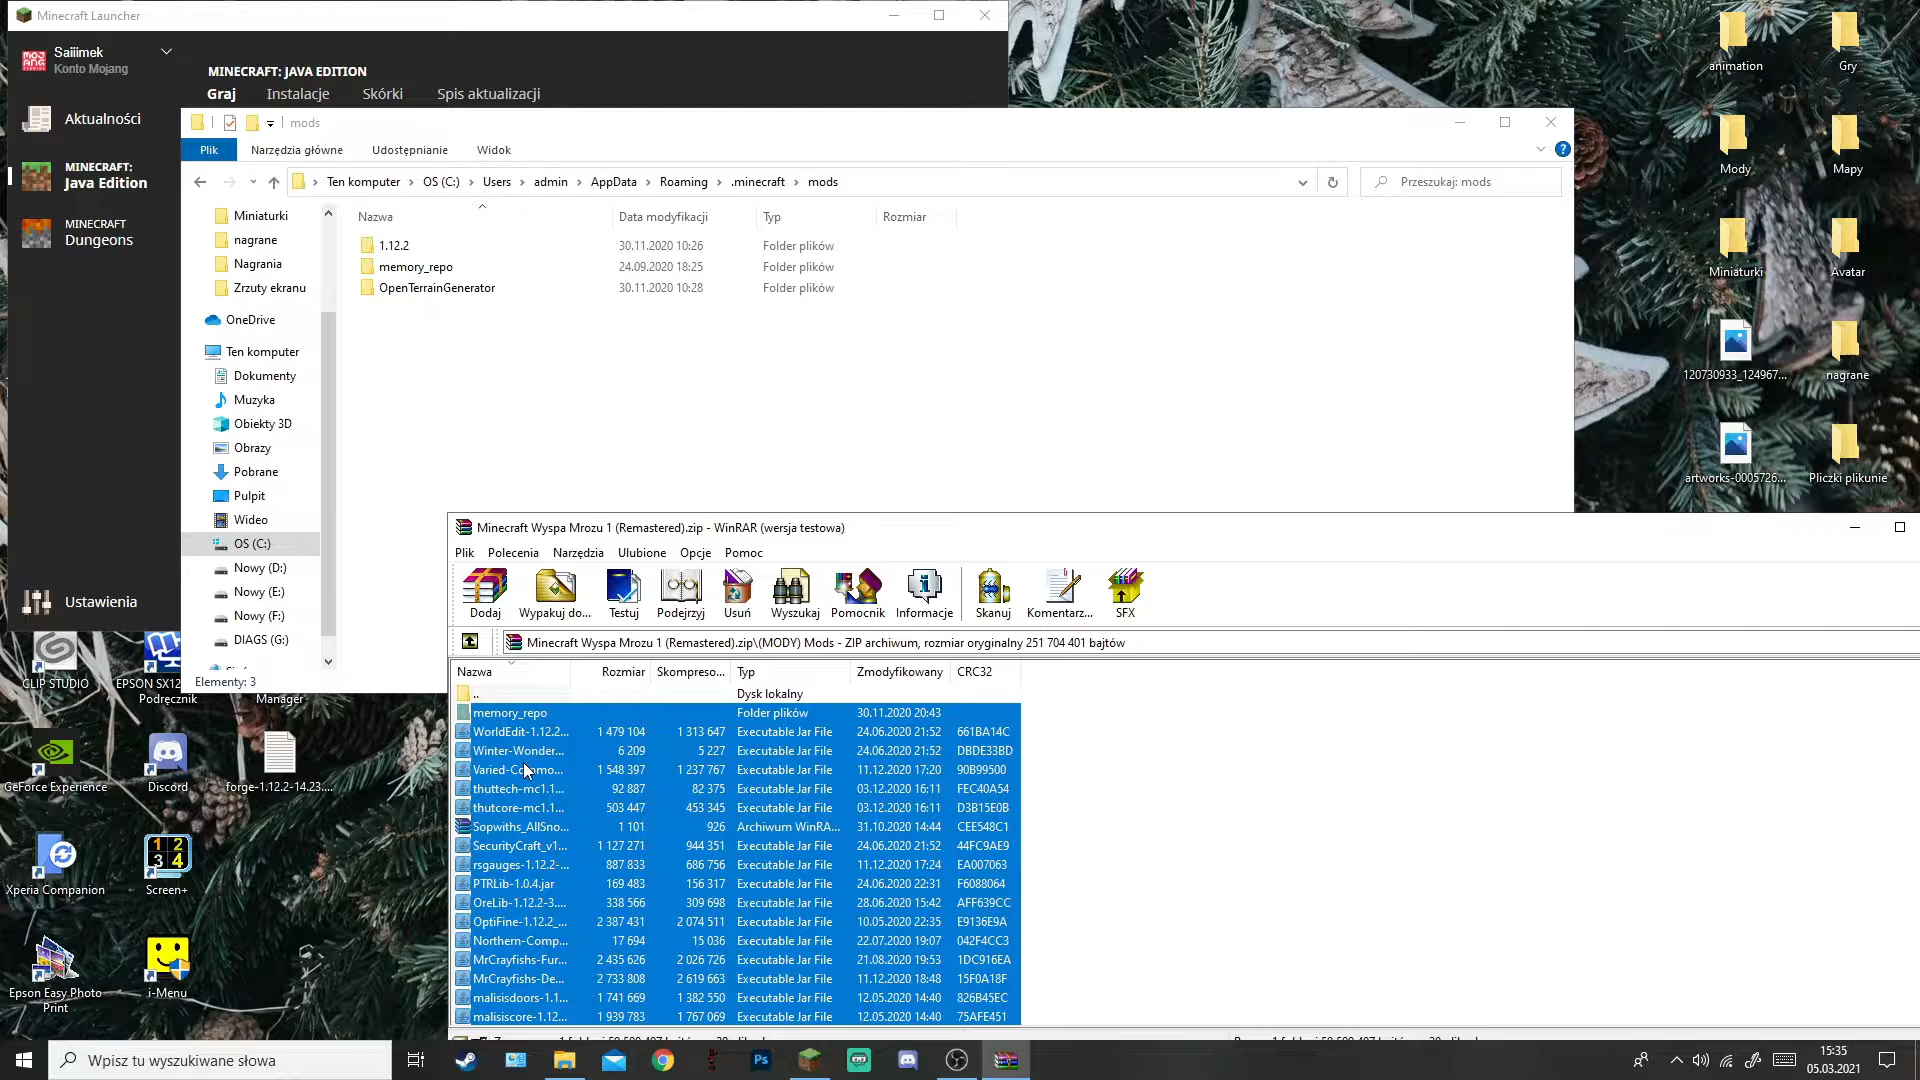 Minecraft Launcher
Saiiimek
Konto Mojang
Aktualności
MINECRAFT:
Java Edition
MINECRAFT
Dungeons
Ustawienia
MINECRAFT: JAVA EDITION
Graj Instalacje Skórki Spis aktualizacji
mods
Plik Narzędzia główne Udostępnianie Widok
Ten komputer > OS (C:) > Users > admin > AppData > Roaming > .minecraft > mods
Przeszukaj: mods
Miniaturki
nagrane
Nagrania
Zrzuty ekranu
OneDrive
Ten komputer
Dokumenty
Muzyka
Obiekty 3D
Obrazy
Pobrane
Pulpit
Wideo
OS (C:)
Nowy (D:)
Nowy (E:)
Nowy (F:)
DIAGS (G:)
Elementy: 3
Nazwa Data modyfikacji Typ Rozmiar
1.12.2 30.11.2020 10:26 Folder plików
memory_repo 24.09.2020 18:25 Folder plików
OpenTerrainGenerator 30.11.2020 10:28 Folder plików
Minecraft Wyspa Mrozu 1 (Remastered).zip - WinRAR (wersja testowa)
Plik Polecenia Narzędzia Ulubione Opcje Pomoc
Dodaj Wypakuj do... Testuj Podejrzyj Usuń Wyszukaj Pomocnik Informacje Skanuj Komentarz... SFX
Minecraft Wyspa Mrozu 1 (Remastered).zip\(MODY) Mods - ZIP archiwum, rozmiar oryginalny 251 704 401 bajtów
Nazwa Rozmiar Skompreso... Typ Zmodyfikowany CRC32
.. Dysk lokalny
memory_repo Folder plików 30.11.2020 20:43
WorldEdit-1.12.2... 1 479 104 1 313 647 Executable Jar File 24.06.2020 21:52 661BA14C
Winter-Wonder... 6 209 5 227 Executable Jar File 24.06.2020 21:52 DBDE33BD
1 548 397 1 237 767 Executable Jar File 11.12.2020 17:20 90B99500
thuttech-mc1.1... 92 887 82 375 Executable Jar File 03.12.2020 16:11 FEC40A54
thutcore-mc1.1... 503 447 453 345 Executable Jar File 03.12.2020 16:11 D3B15E0B
Sopwiths_AllSno... 1 101 926 Archiwum WinRA... 31.10.2020 14:44 CEE548C1
SecurityCraft_v1... 1 127 271 944 351 Executable Jar File 24.06.2020 21:52 44FC9AE9
rsgauges-1.12.2-... 887 833 686 756 Executable Jar File 11.12.2020 17:24 EA007063
PTRLib-1.0.4.jar 169 483 156 317 Executable Jar File 24.06.2020 22:31 F6088064
OreLib-1.12.2-3.... 338 566 309 698 Executable Jar File 28.06.2020 15:42 AFF639CC
OptiFine-1.12.2_... 2 387 431 2 074 511 Executable Jar File 10.05.2020 22:35 E9136E9A
Northern-Comp... 17 694 15 036 Executable Jar File 22.07.2020 19:07 042F4CC3
MrCrayfishs-Fur... 2 435 626 2 026 726 Executable Jar File 21.08.2020 19:53 1DC916EA
MrCrayfishs-De... 2 733 808 2 619 663 Executable Jar File 11.12.2020 18:48 15F0A18F
malisisdoors-1.1... 1 741 669 1 382 550 Executable Jar File 12.05.2020 14:40 826B45EC
malisiscore-1.12... 1 939 783 1 767 069 Executable Jar File 12.05.2020 14:40 75AFE451
animation
Gry
Mody
Mapy
Miniaturki
Avatar
120730933_124967...
nagrane
artworks-0005726...
Pliczki plikunie
CLIP STUDIO
EPSON SX12
Podręcznik
Manager
GeForce Experience
Discord
forge-1.12.2-14.23....
Xperia Companion
1 2
3 4
Screen+
Epson Easy Photo
Print
i-Menu
Wpisz tu wyszukiwane słowa
Ps
15:35
05.03.2021